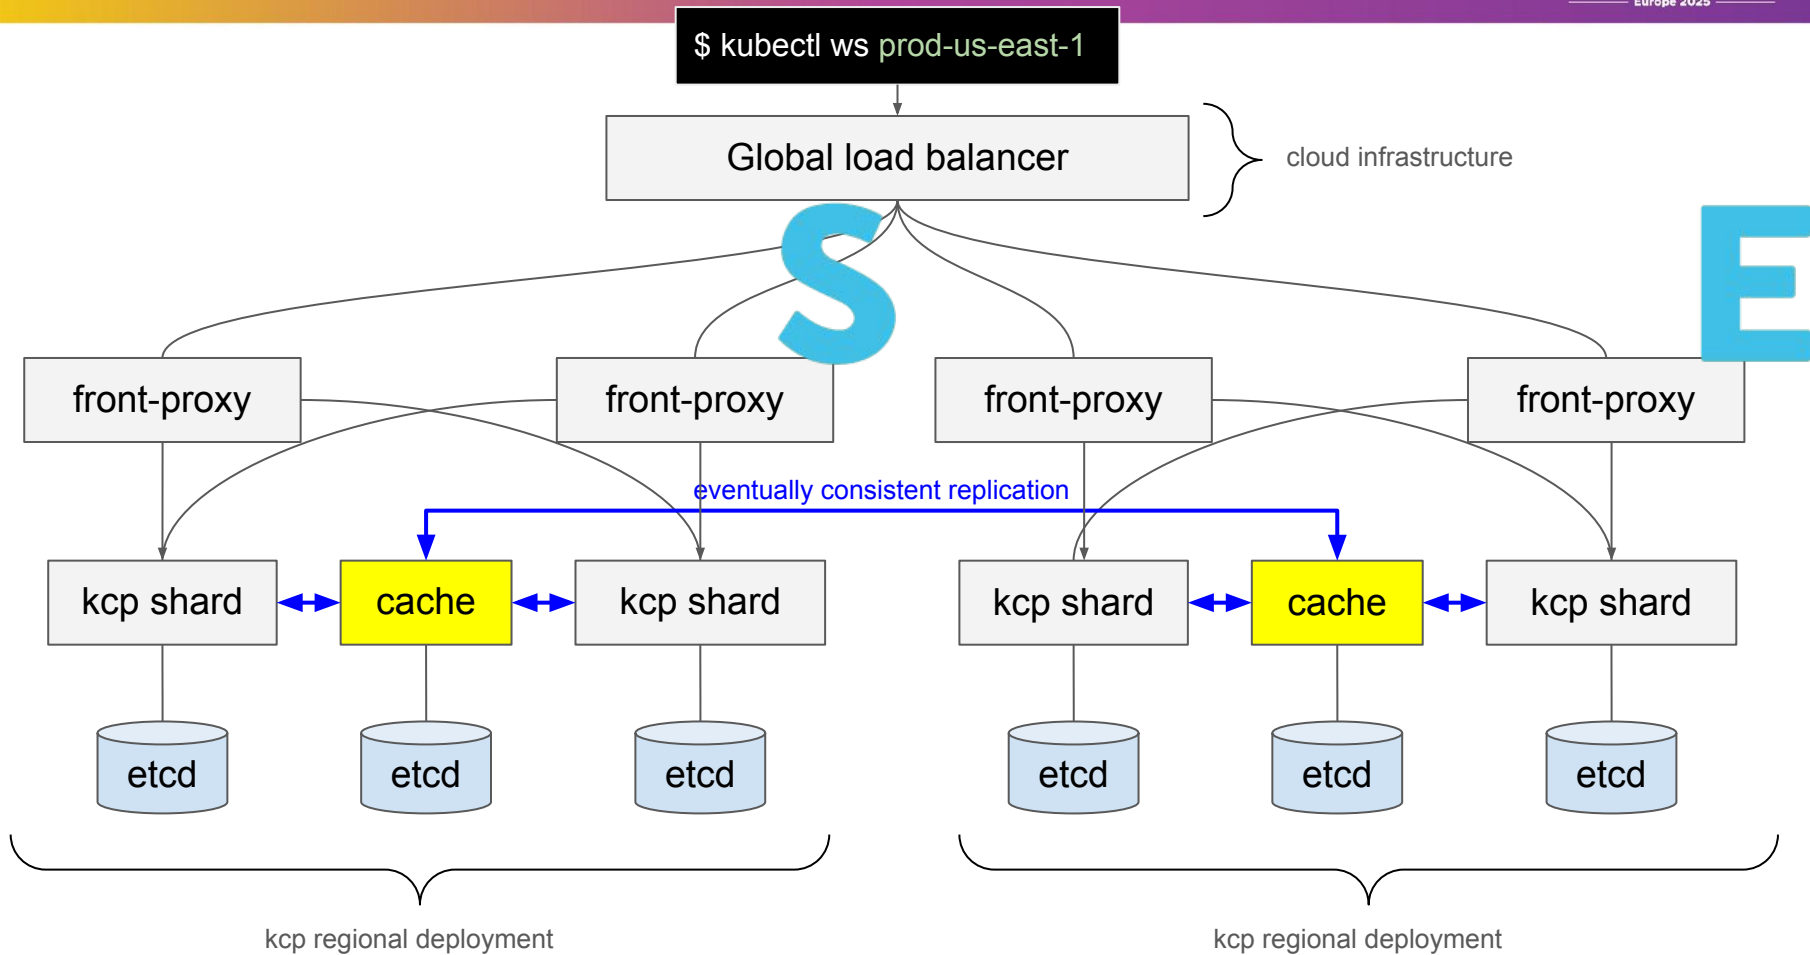 Europe 2025
$ kubectl ws prod-us-east-1
Global load balancer
cloud infrastructure
S
E
front-proxy
front-proxy
front-proxy
front-proxy
eventually consistent replication
kcp shard
cache
kcp shard
kcp shard
cache
kcp shard
etcd
etcd
etcd
etcd
etcd
etcd
kcp regional deployment
kcp regional deployment